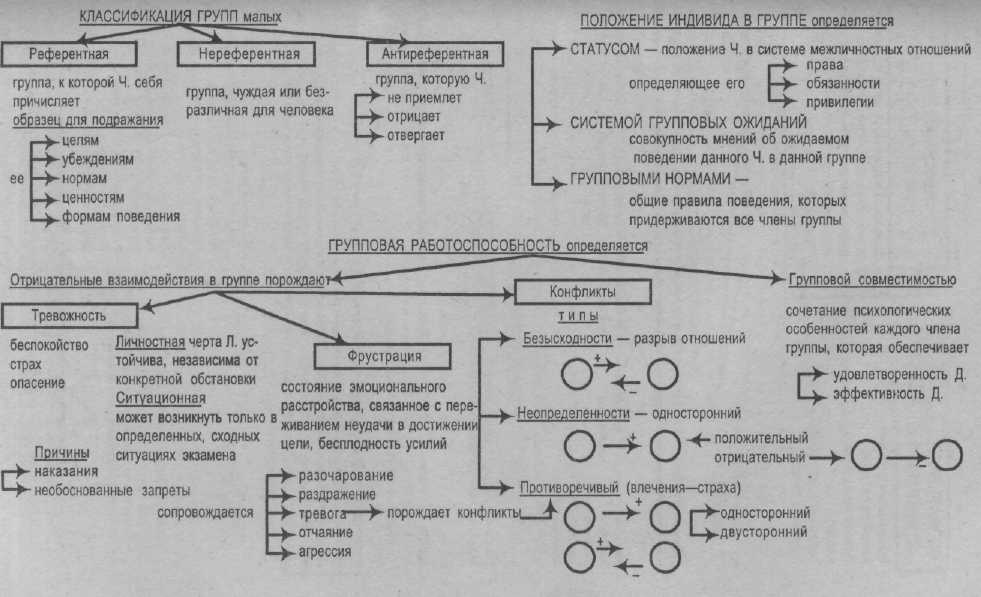 КЛАССИФИКАЦИЯ ГРУПП малых
Референтная
Нереферентная
Антиреферентная
группа, к которой Ч. себя
причисляет
образец для подражания
ее
целям
убеждениям
нормам
ценностям
формам поведения
группа, чуждая или без-
различная для человека
группа, которую Ч.
не приемлет
отрицает
отвергает
ПОЛОЖЕНИЕ ИНДИВИДА В ГРУППЕ определяется
СТАТУСОМ — положение Ч. в системе межличностных отношений
определяющее его
права
обязанности
привилегии
СИСТЕМОЙ ГРУППОВЫХ ОЖИДАНИЙ
совокупность мнений об ожидаемом
поведении данного Ч. в данной группе
ГРУППОВЫМИ НОРМАМИ —
общие правила поведения, которых
придерживаются все члены группы
ГРУППОВАЯ РАБОТОСПОСОБНОСТЬ определяется
Отрицательные взаимодействия в группе порождают
Тревожность
беспокойство
страх
опасение
Личностная черта Л. ус-
тойчива, независима от
конкретной обстановки
Ситуационная
может возникнуть только в
определенных, сходных
ситуациях экзамена
Причины
наказания
необоснованные запреты
Фрустрация
состояние эмоционального
расстройства, связанное с пере-
живанием неудачи в достижении
цели, бесплодность усилий
сопровождается
разочарование
раздражение
тревога
порождает конфликты
отчаяние
агрессия
Конфликты
типы
Безысходности — разрыв отношений
+
−
Неопределенности — односторонний
+
положительный
отрицательный
−
Противоречивый (влечения—страха)
+
односторонний
двусторонний
+
−
Групповой совместимостью
сочетание психологических
особенностей каждого члена
группы, которая обеспечивает
удовлетворенность Д.
эффективность Д.